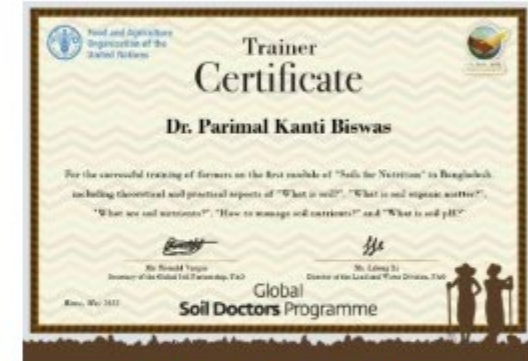 Food and Agriculture
Organization of the
United Nations
Trainer
Certificate
Dr. Parimal Kanti Biswas
For the successful training of farmers on the first module of "Soils for Nutrition" in Bangladesh
including theoretical and practical aspects of "What is soil?", "What is soil organic matter?",
"What are soil nutrients?", "How to manage soil nutrients?" and "What is soil pH?"
Mr. Ronald Vargas
Secretary of the Global Soil Partnership, FAO
Mr. Lifeng Li
Director of the Land and Water Division, FAO
Rome,
Global
Soil Doctors Programme